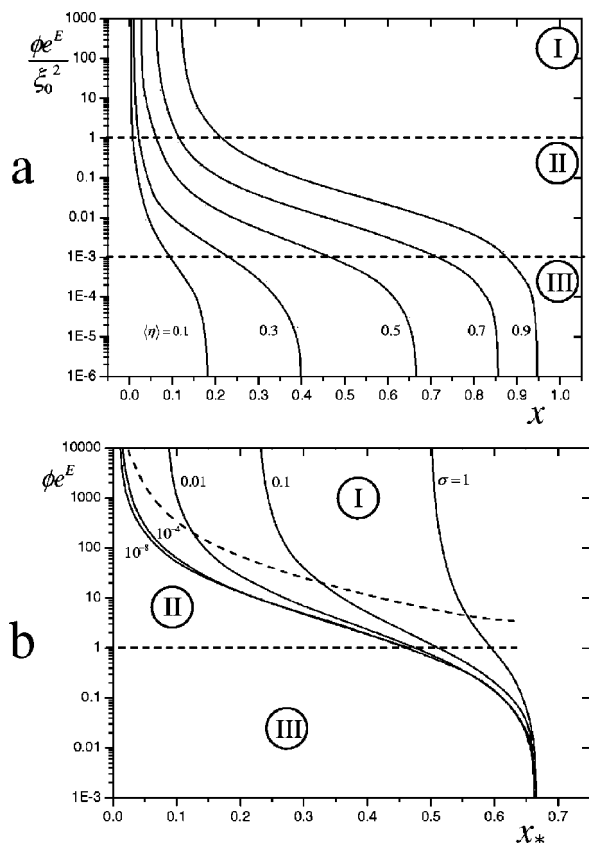 a
ϕe^E
ξ₀²
1000
100
10
1
0.1
0.01
1E-3
1E-4
1E-5
1E-6
I
II
III
⟨η⟩ = 0.1
0.3
0.5
0.7
0.9
0.0 0.1 0.2 0.3 0.4 0.5 0.6 0.7 0.8 0.9 1.0
x
b
ϕe^E
10000
1000
100
10
1
0.1
0.01
1E-3
0.01
0.1
σ = 1
I
10⁻⁴
10⁻⁸
II
III
0.0 0.1 0.2 0.3 0.4 0.5 0.6 0.7
x*